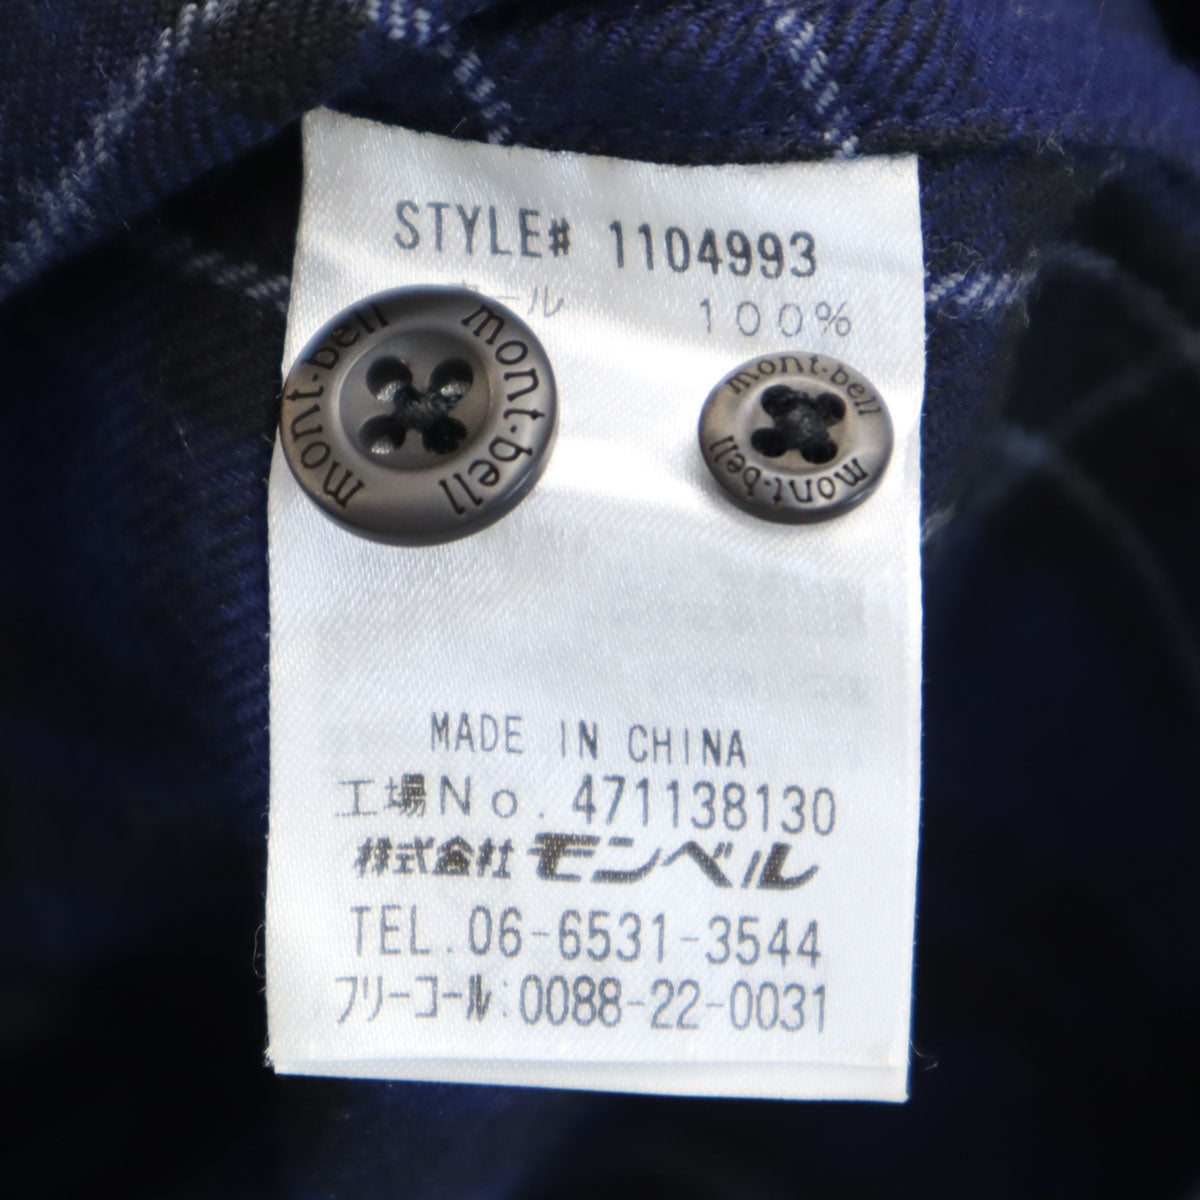 STYLE# 1104993
ール 100%
mont·bell mont·bell
mont·bell mont·bell
MADE IN CHINA
工場No. 471138130
株式会社モンベル
TEL. 06-6531-3544
フリーコール:0088-22-0031